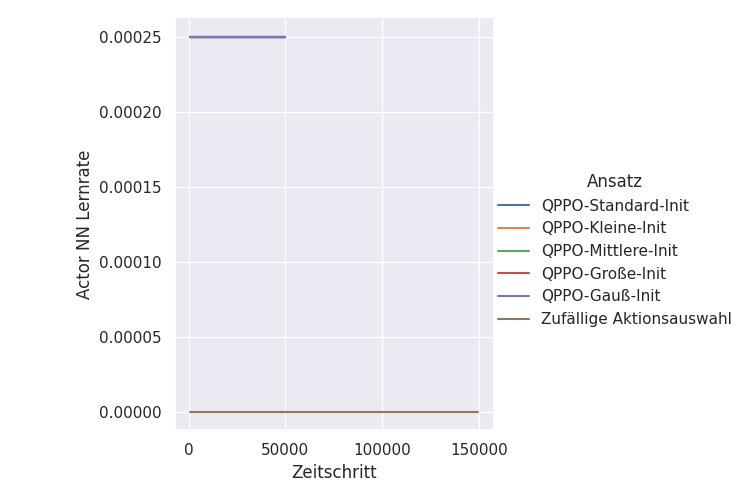 0.00025
0.00020
0.00015
0.00010
0.00005
0.00000
Actor NN Lernrate
0 50000 100000 150000
Zeitschritt
Ansatz
QPPO-Standard-Init
QPPO-Kleine-Init
QPPO-Mittlere-Init
QPPO-Große-Init
QPPO-Gauß-Init
Zufällige Aktionsauswahl